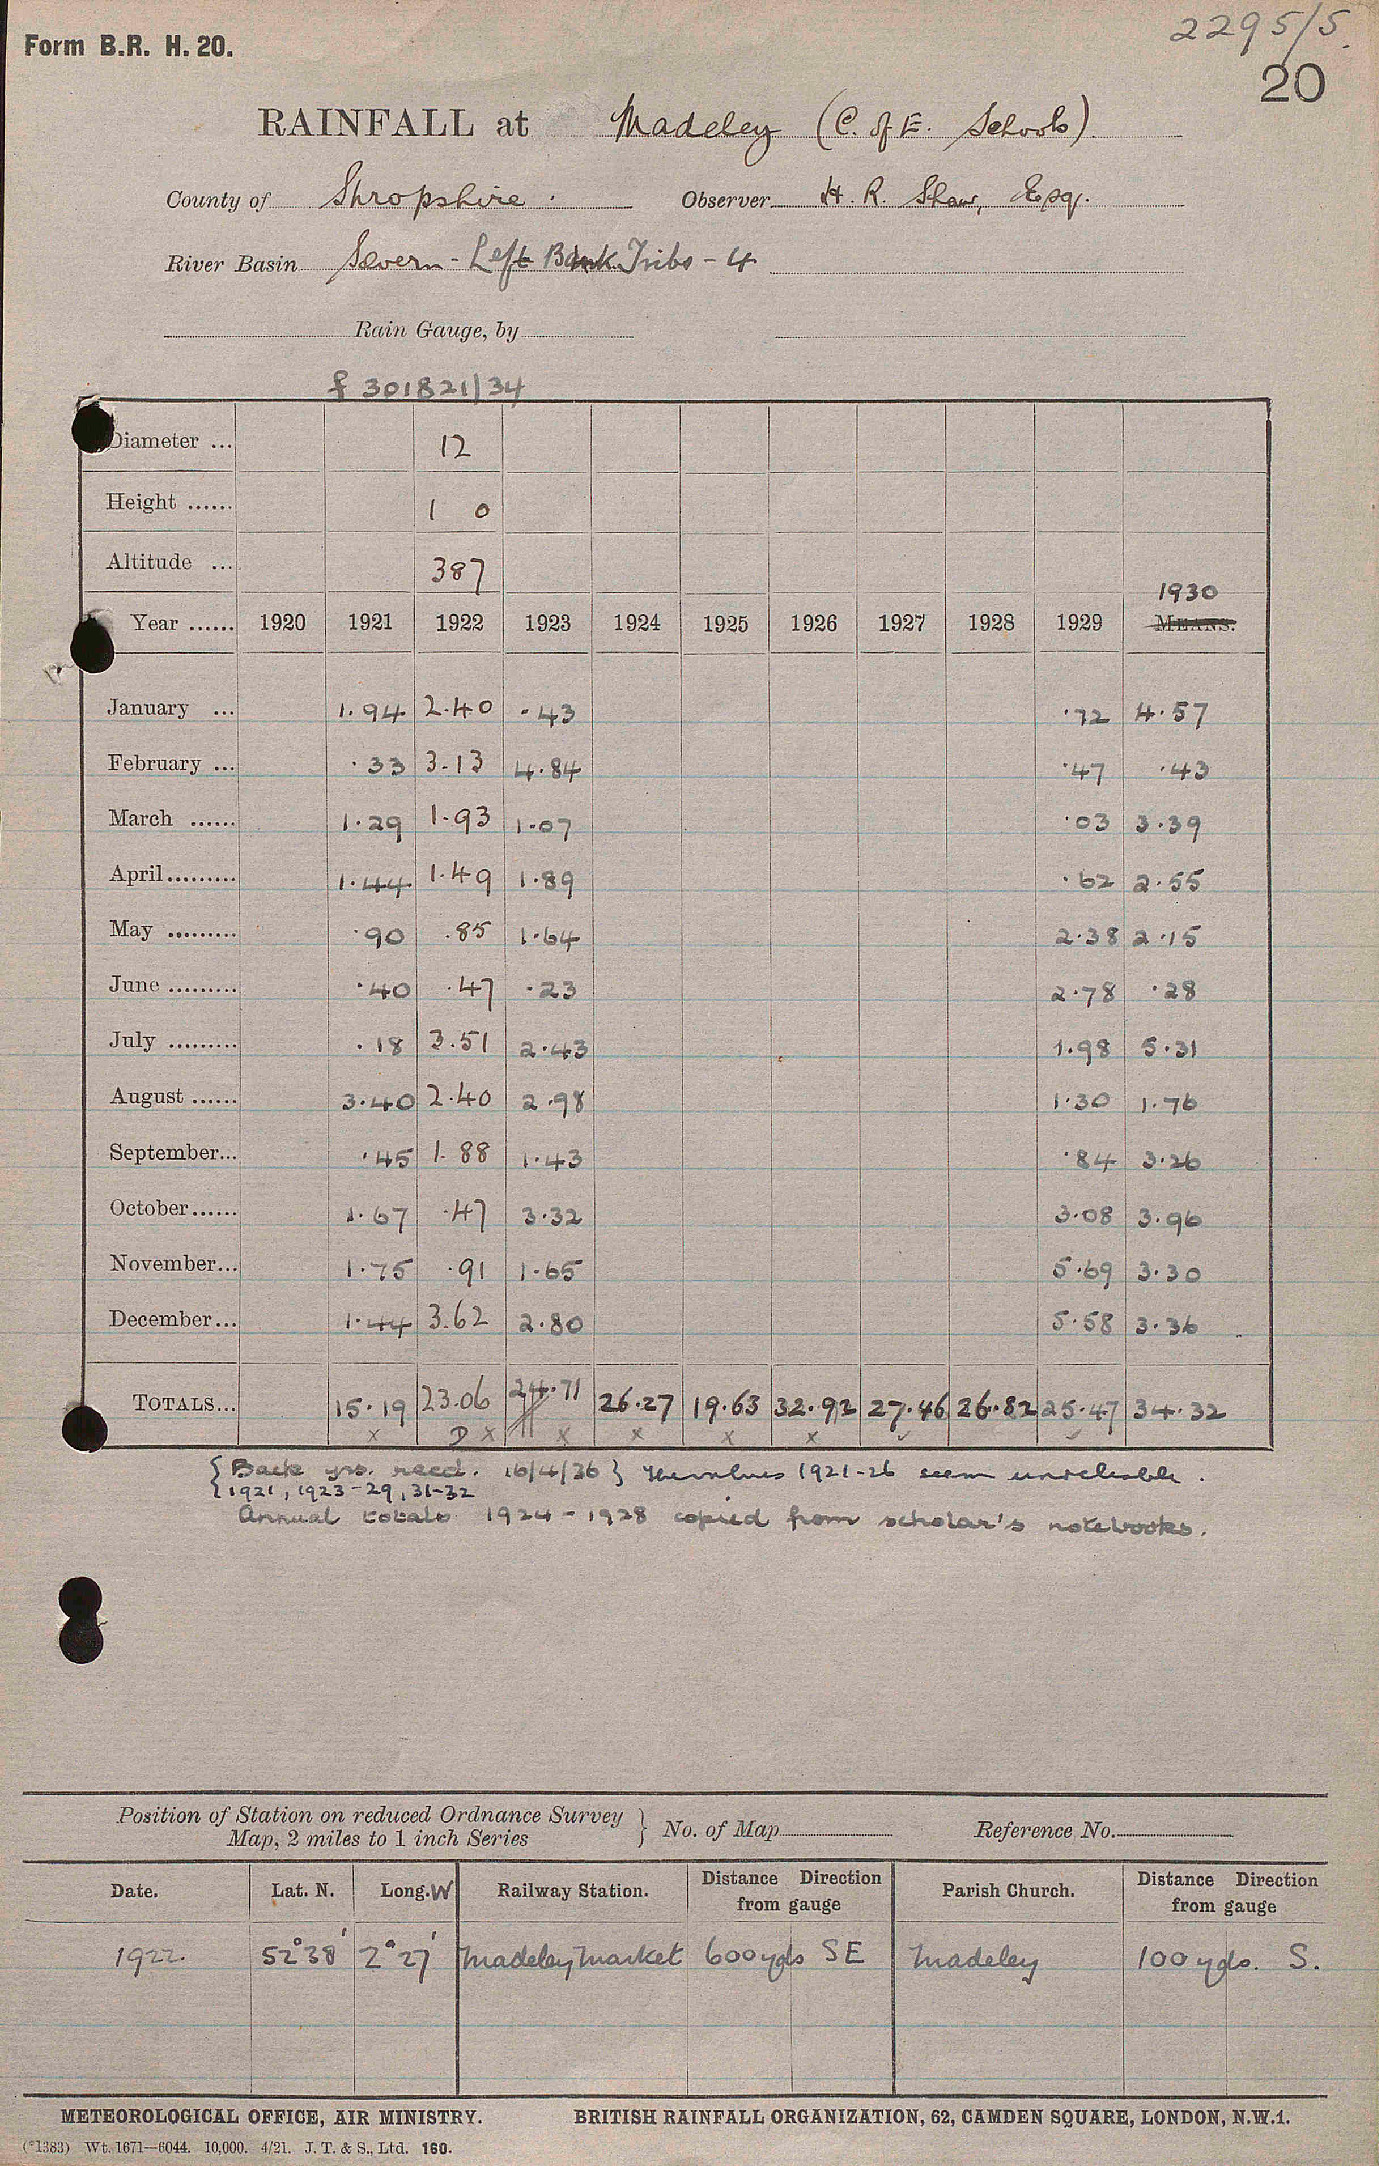 2295/5.
Form B.R. H. 20.
20
RAINFALL at Madeley (C. of E. Schools)
County of Shropshire. Observer H. R. Shaw, Esq.
River Basin Severn - Left Bank Tribs - 4
Rain Gauge, by
f 301821/34
Diameter ... 12
Height ...... 1 0
Altitude ... 387
1930
Year ...... 1920 1921 1922 1923 1924 1925 1926 1927 1928 1929 MEANS.
January ... 1.94 2.40 .43 .72 4.57
February ... .33 3.13 4.84 .47 .43
March ...... 1.29 1.93 1.07 .03 3.39
April ......... 1.44 1.49 1.89 .62 2.55
May ......... .90 .85 1.64 2.38 2.15
June ......... .40 .47 .23 2.78 .28
July ......... .18 3.51 2.43 1.98 5.31
August ...... 3.40 2.40 2.98 1.30 1.76
September... .45 1.88 1.43 .84 3.26
October...... 1.67 .47 3.32 3.08 3.96
November... 1.75 .91 1.65 5.69 3.30
December... 1.44 3.62 2.80 5.58 3.36
TOTALS... 15.19 23.06 24.71 26.27 19.63 32.92 27.46 26.82 25.47 34.32
x D x x x x x ✓ ✓
{Back yrs. recd. 16/4/36} The values 1921-26 seem unreliable.
{1921, 1923-29, 31-32
Annual totals 1924 - 1928 copied from scholar's notebooks.
Position of Station on reduced Ordnance Survey
Map, 2 miles to 1 inch Series } No. of Map Reference No.
Date. Lat. N. Long. W Railway Station. Distance Direction from gauge Parish Church. Distance Direction from gauge
1922. 52°38' 2°27' Madeley Market 600 yds SE Madeley 100 yds. S.
METEOROLOGICAL OFFICE, AIR MINISTRY. BRITISH RAINFALL ORGANIZATION, 62, CAMDEN SQUARE, LONDON, N.W.1.
(*1383) Wt. 1671—6044. 10,000. 4/21. J. T. & S., Ltd. 160.